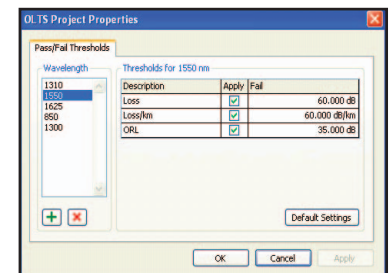 OLTS Project Properties
Pass/Fail Thresholds
Wavelength
1310
1550
1625
850
1300
Thresholds for 1550 nm
Description Apply Fail
Loss 60.000 dB
Loss/km 60.000 dB/km
ORL 35.000 dB
Default Settings
OK Cancel Apply